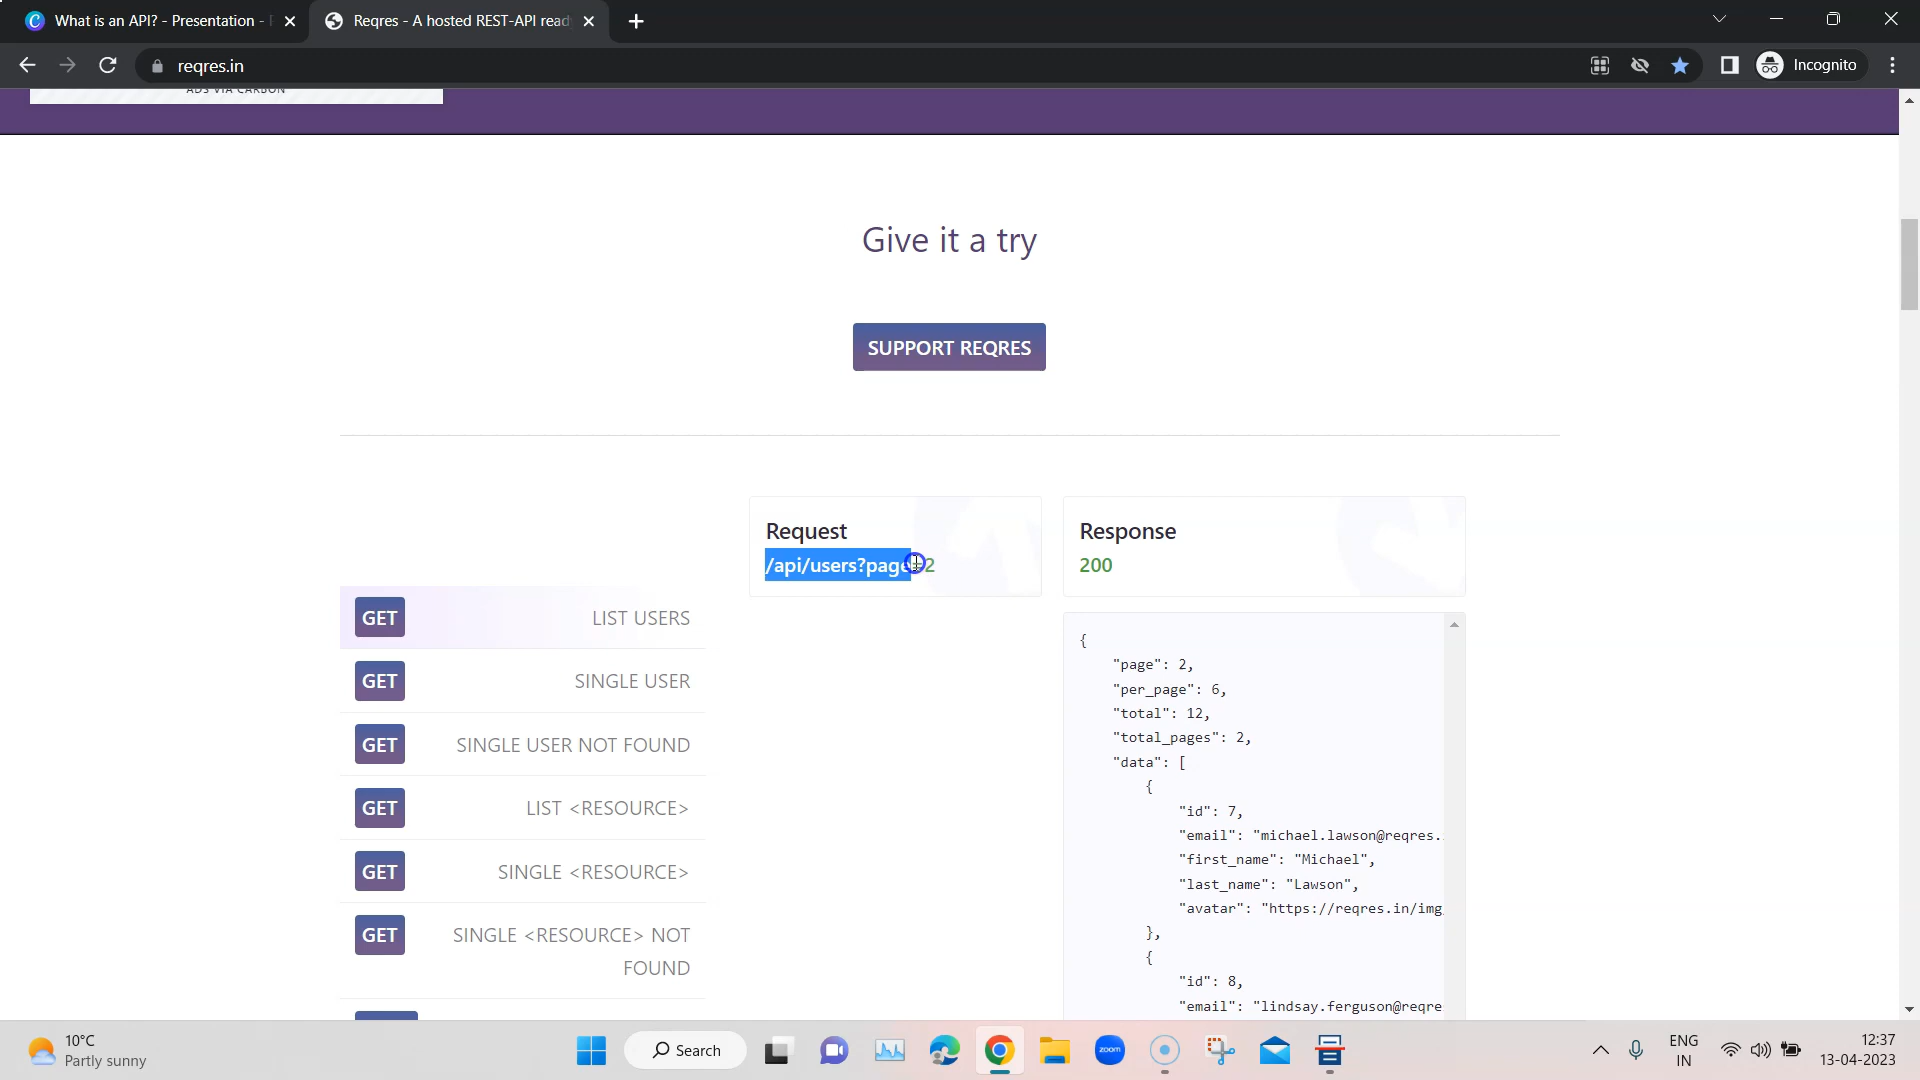 What is an API? - Presentation -
Reqres - A hosted REST-API read
reqres.in
Incognito
ADS VIA CARBON
Give it a try
SUPPORT REQRES
Request
/api/users?page=2
Response
200
GET LIST USERS
GET SINGLE USER
GET SINGLE USER NOT FOUND
GET LIST <RESOURCE>
GET SINGLE <RESOURCE>
GET SINGLE <RESOURCE> NOT
FOUND
{
"page": 2,
"per_page": 6,
"total": 12,
"total_pages": 2,
"data": [
{
"id": 7,
"email": "michael.lawson@reqres.
"first_name": "Michael",
"last_name": "Lawson",
"avatar": "https://reqres.in/img
},
{
"id": 8,
"email": "lindsay.ferguson@reqre
10°C
Partly sunny
Search
zoom
ENG
IN
12:37
13-04-2023